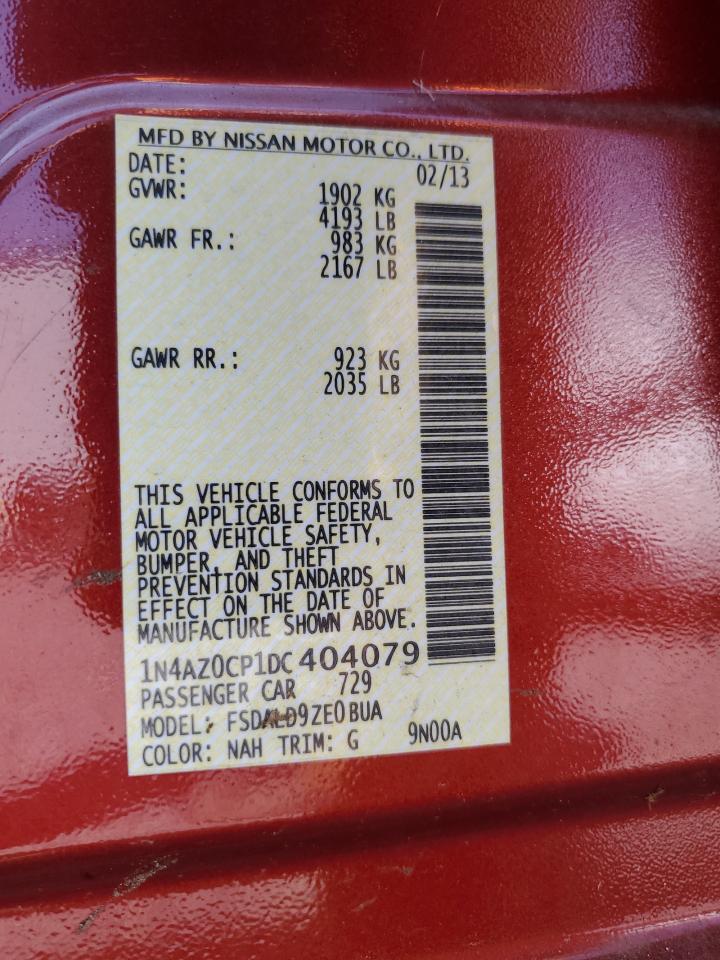 MFD BY NISSAN MOTOR CO., LTD.
DATE: 02/13
GVWR: 1902 KG
4193 LB
GAWR FR.: 983 KG
2167 LB
GAWR RR.: 923 KG
2035 LB
THIS VEHICLE CONFORMS TO
ALL APPLICABLE FEDERAL
MOTOR VEHICLE SAFETY,
BUMPER, AND THEFT
PREVENTION STANDARDS IN
EFFECT ON THE DATE OF
MANUFACTURE SHOWN ABOVE.
1N4AZ0CP1DC404079
PASSENGER CAR 729
MODEL: FSDALD9ZE0BUA
COLOR: NAH TRIM: G 9N00A